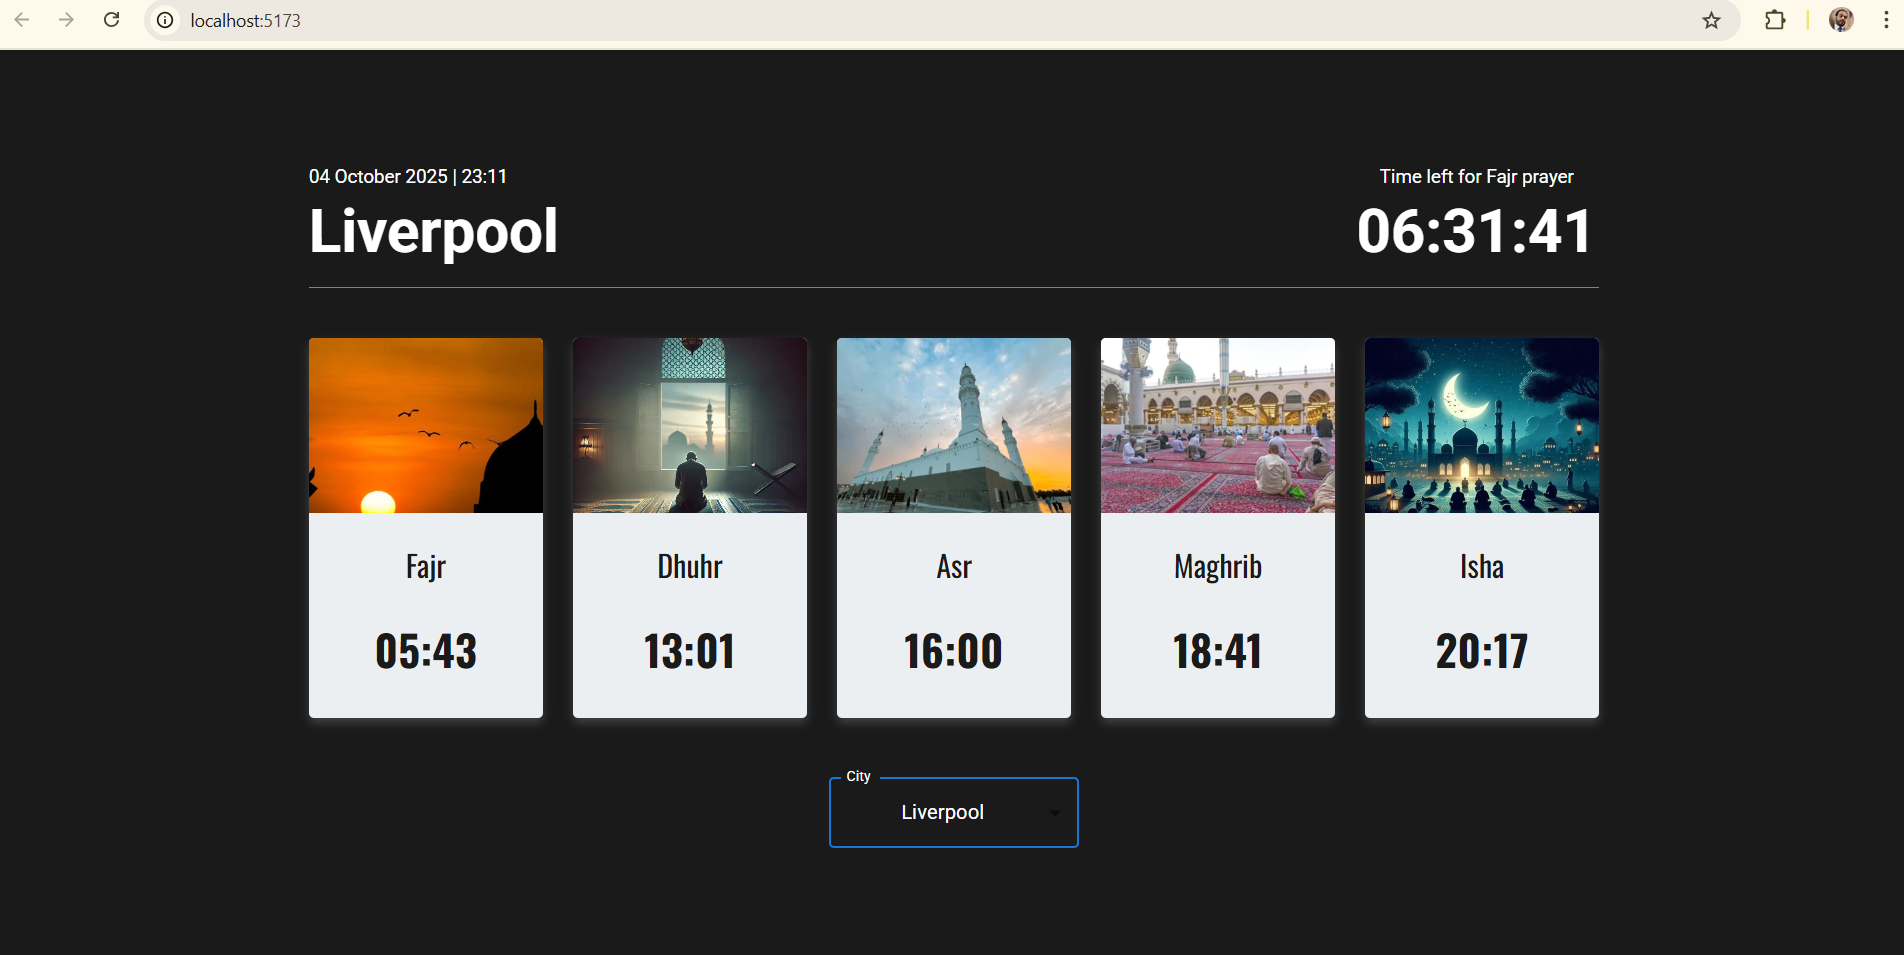 localhost:5173
04 October 2025 | 23:11
Liverpool
Time left for Fajr prayer
06:31:41
Fajr
05:43
Dhuhr
13:01
Asr
16:00
Maghrib
18:41
Isha
20:17
City
Liverpool